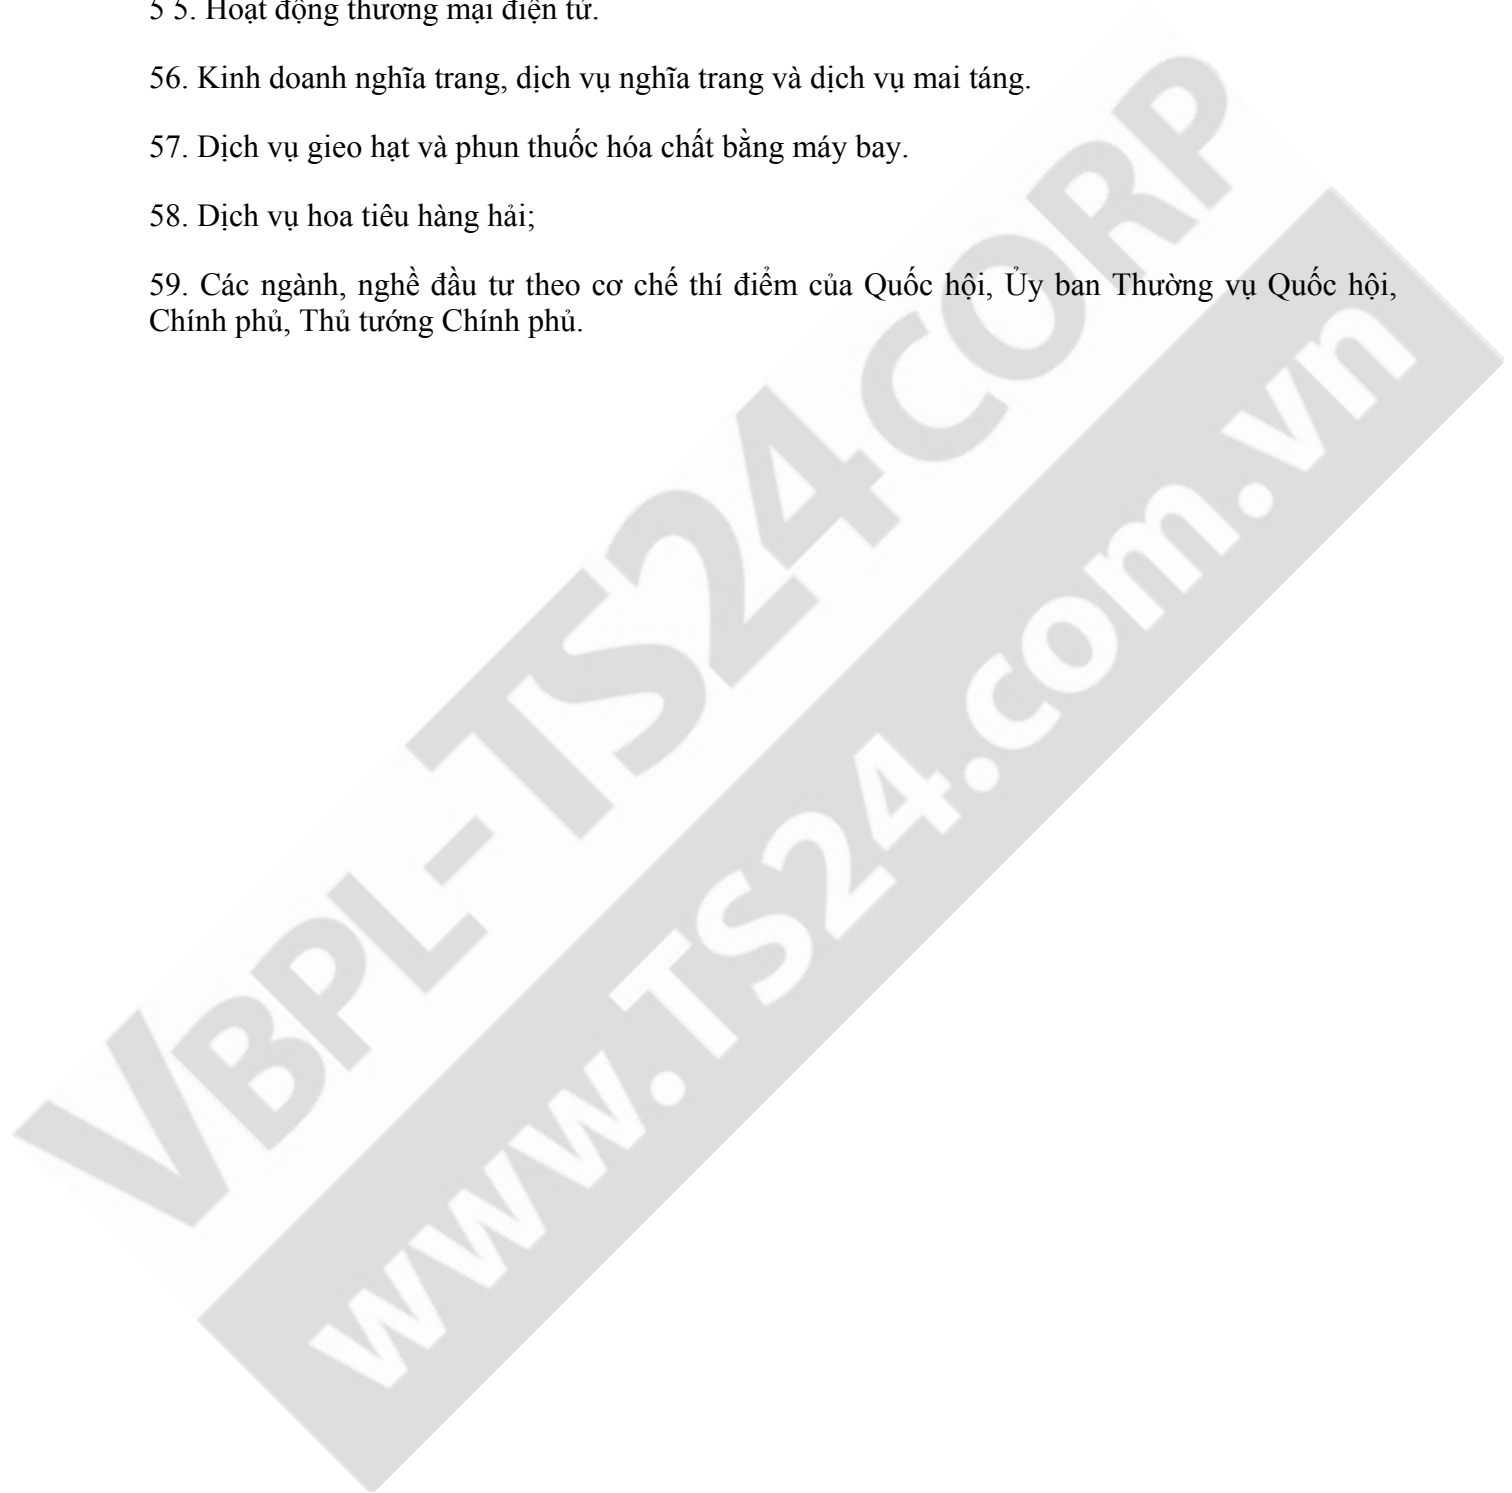 5 5. Hoạt động thương mại điện tử.
56. Kinh doanh nghĩa trang, dịch vụ nghĩa trang và dịch vụ mai táng.
57. Dịch vụ gieo hạt và phun thuốc hóa chất bằng máy bay.
58. Dịch vụ hoa tiêu hàng hải;
59. Các ngành, nghề đầu tư theo cơ chế thí điểm của Quốc hội, Ủy ban Thường vụ Quốc hội,
Chính phủ, Thủ tướng Chính phủ.
VBPL-TS24CORP
www.TS24.com.vn